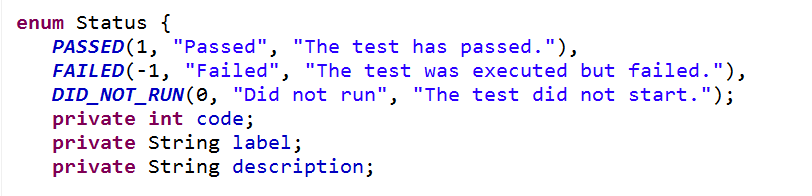 enum Status {
PASSED(1, "Passed", "The test has passed."),
FAILED(-1, "Failed", "The test was executed but failed."),
DID_NOT_RUN(0, "Did not run", "The test did not start.");
private int code;
private String label;
private String description;